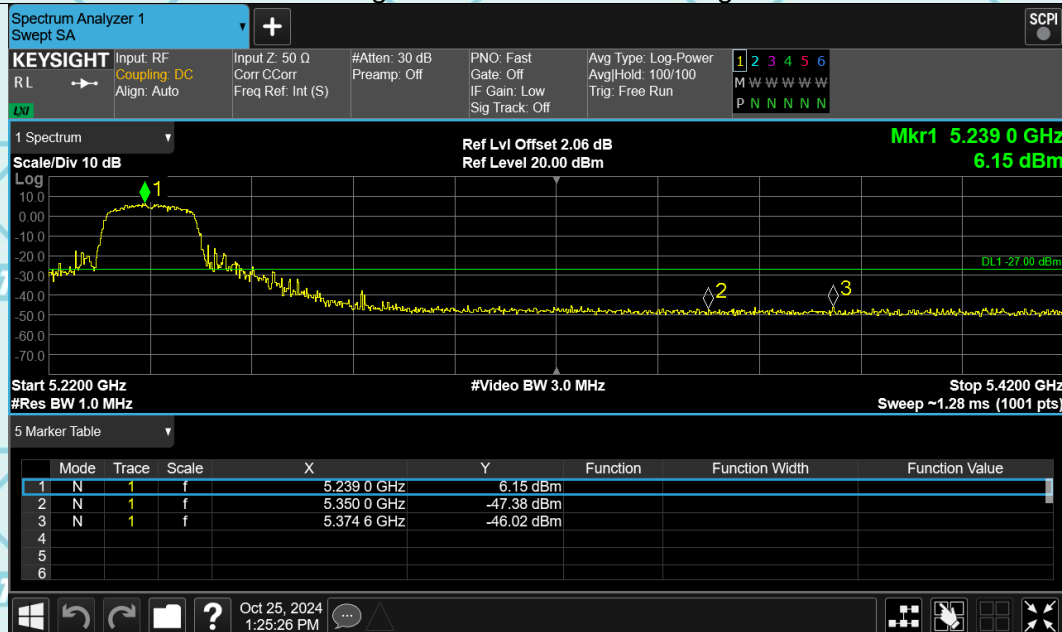 Spectrum Analyzer 1
Swept SA
+
SCPI
KEYSIGHT
RL
LXI
Input: RF
Coupling: DC
Align: Auto
Input Z: 50 Ω
Corr CCorr
Freq Ref: Int (S)
#Atten: 30 dB
Preamp: Off
PNO: Fast
Gate: Off
IF Gain: Low
Sig Track: Off
Avg Type: Log-Power
Avg|Hold: 100/100
Trig: Free Run
1 2 3 4 5 6
M W W W W W
P N N N N N
1 Spectrum
Scale/Div 10 dB
Ref Lvl Offset 2.06 dB
Ref Level 20.00 dBm
Mkr1 5.239 0 GHz
6.15 dBm
Log
10.0
0.00
-10.0
-20.0
-30.0
-40.0
-50.0
-60.0
-70.0
1
2
3
DL1 -27.00 dBm
Start 5.2200 GHz
#Res BW 1.0 MHz
#Video BW 3.0 MHz
Stop 5.4200 GHz
Sweep ~1.28 ms (1001 pts)
5 Marker Table
Mode Trace Scale X Y Function Function Width Function Value
1 N 1 f 5.239 0 GHz 6.15 dBm
2 N 1 f 5.350 0 GHz -47.38 dBm
3 N 1 f 5.374 6 GHz -46.02 dBm
4
5
6
?
Oct 25, 2024
1:25:26 PM